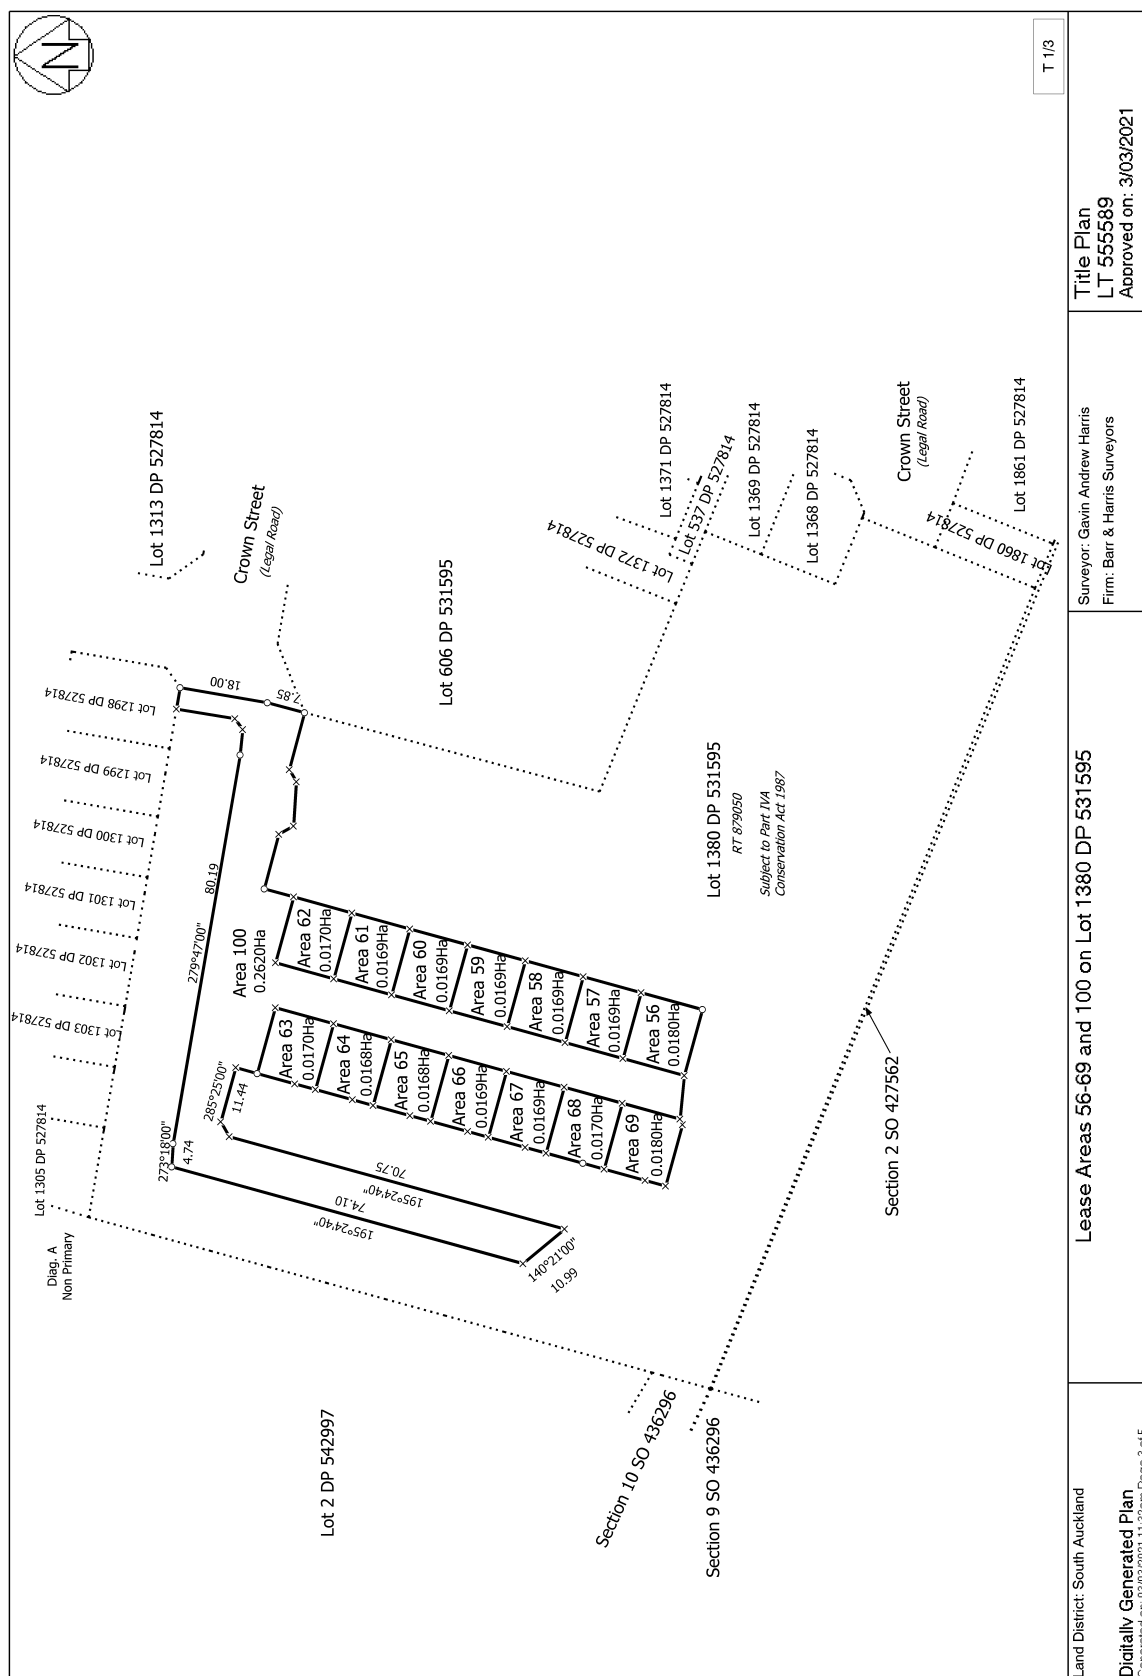 N
T 1/3
Lot 1313 DP 527814
Crown Street
(Legal Road)
Lot 1298 DP 527814
Lot 1299 DP 527814
Lot 1300 DP 527814
Lot 1301 DP 527814
Lot 1302 DP 527814
Lot 1303 DP 527814
Lot 1305 DP 527814
Diag. A
Non Primary
18.00
7.85
80.19
279°47'00"
273°18'00"
4.74
285°25'00"
11.44
70.75
195°24'40"
74.10
195°24'40"
140°21'00"
10.99
Area 100
0.2620Ha
Area 62
0.0170Ha
Area 61
0.0169Ha
Area 60
0.0169Ha
Area 59
0.0169Ha
Area 58
0.0169Ha
Area 57
0.0169Ha
Area 56
0.0180Ha
Area 63
0.0170Ha
Area 64
0.0168Ha
Area 65
0.0168Ha
Area 66
0.0169Ha
Area 67
0.0169Ha
Area 68
0.0170Ha
Area 69
0.0180Ha
Lot 606 DP 531595
Lot 1372 DP 527814
Lot 1371 DP 527814
Lot 537 DP 527814
Lot 1369 DP 527814
Lot 1368 DP 527814
Crown Street
(Legal Road)
Lot 1860 DP 527814
Lot 1861 DP 527814
Lot 1380 DP 531595
RT 879050
Subject to Part IVA
Conservation Act 1987
Section 2 SO 427562
Lot 2 DP 542997
Section 10 SO 436296
Section 9 SO 436296
Land District: South Auckland
Digitally Generated Plan
Generated on: 03/03/2021 11:32am Page 3 of 5
Lease Areas 56-69 and 100 on Lot 1380 DP 531595
Surveyor: Gavin Andrew Harris
Firm: Barr & Harris Surveyors
Title Plan
LT 555589
Approved on: 3/03/2021